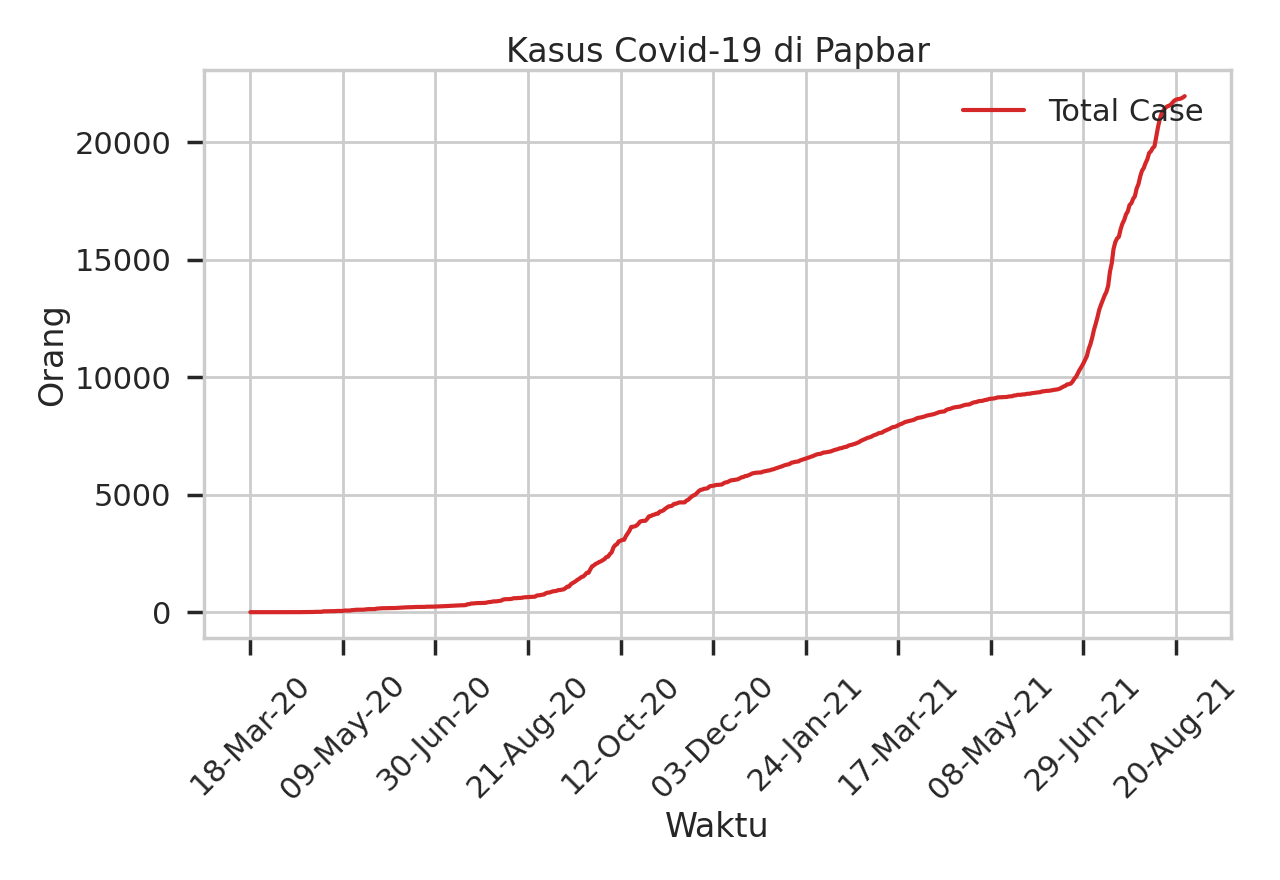 Kasus Covid-19 di Papbar
Total Case
20000
15000
10000
5000
0
Orang
18-Mar-20
09-May-20
30-Jun-20
21-Aug-20
12-Oct-20
03-Dec-20
24-Jan-21
17-Mar-21
08-May-21
29-Jun-21
20-Aug-21
Waktu